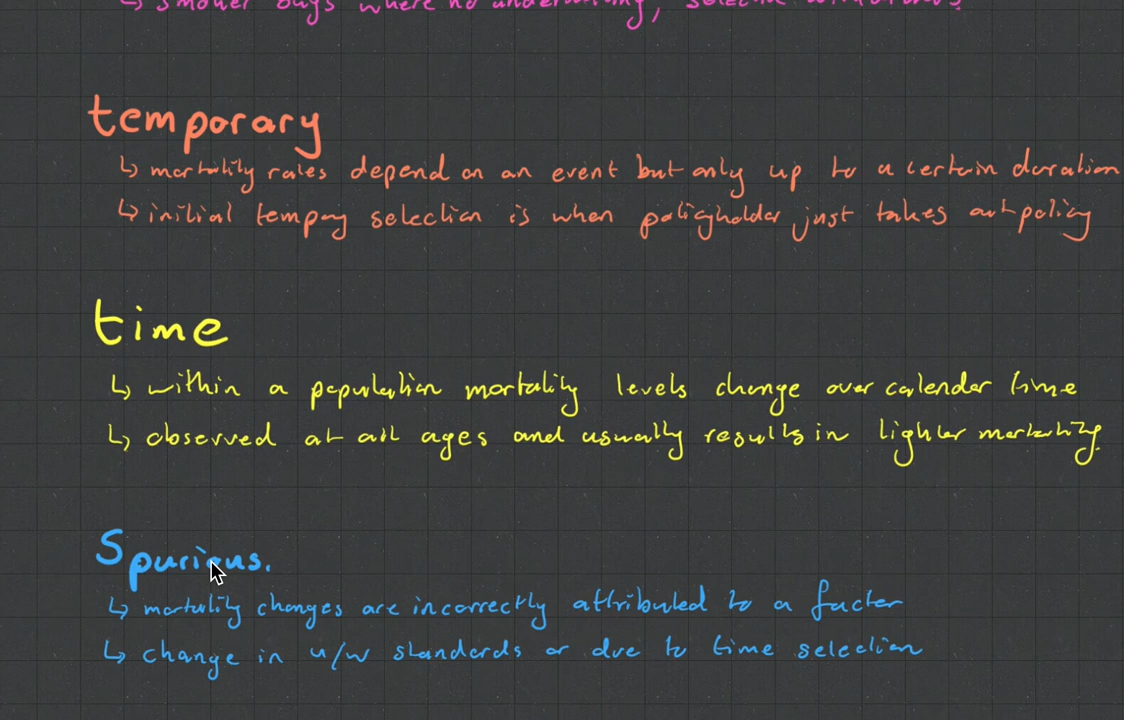 temporary
↳ mortality rates depend on an event but only up to a certain duration
↳ initial tempoy selection is when policyholder just takes out policy
time
↳ within a population mortality levels change over calender time
↳ observed at all ages and usually results in lighter mortality.
Spurious.
↳ mortality changes are incorrectly attributed to a factor
↳ change in u/w standards or due to time selection